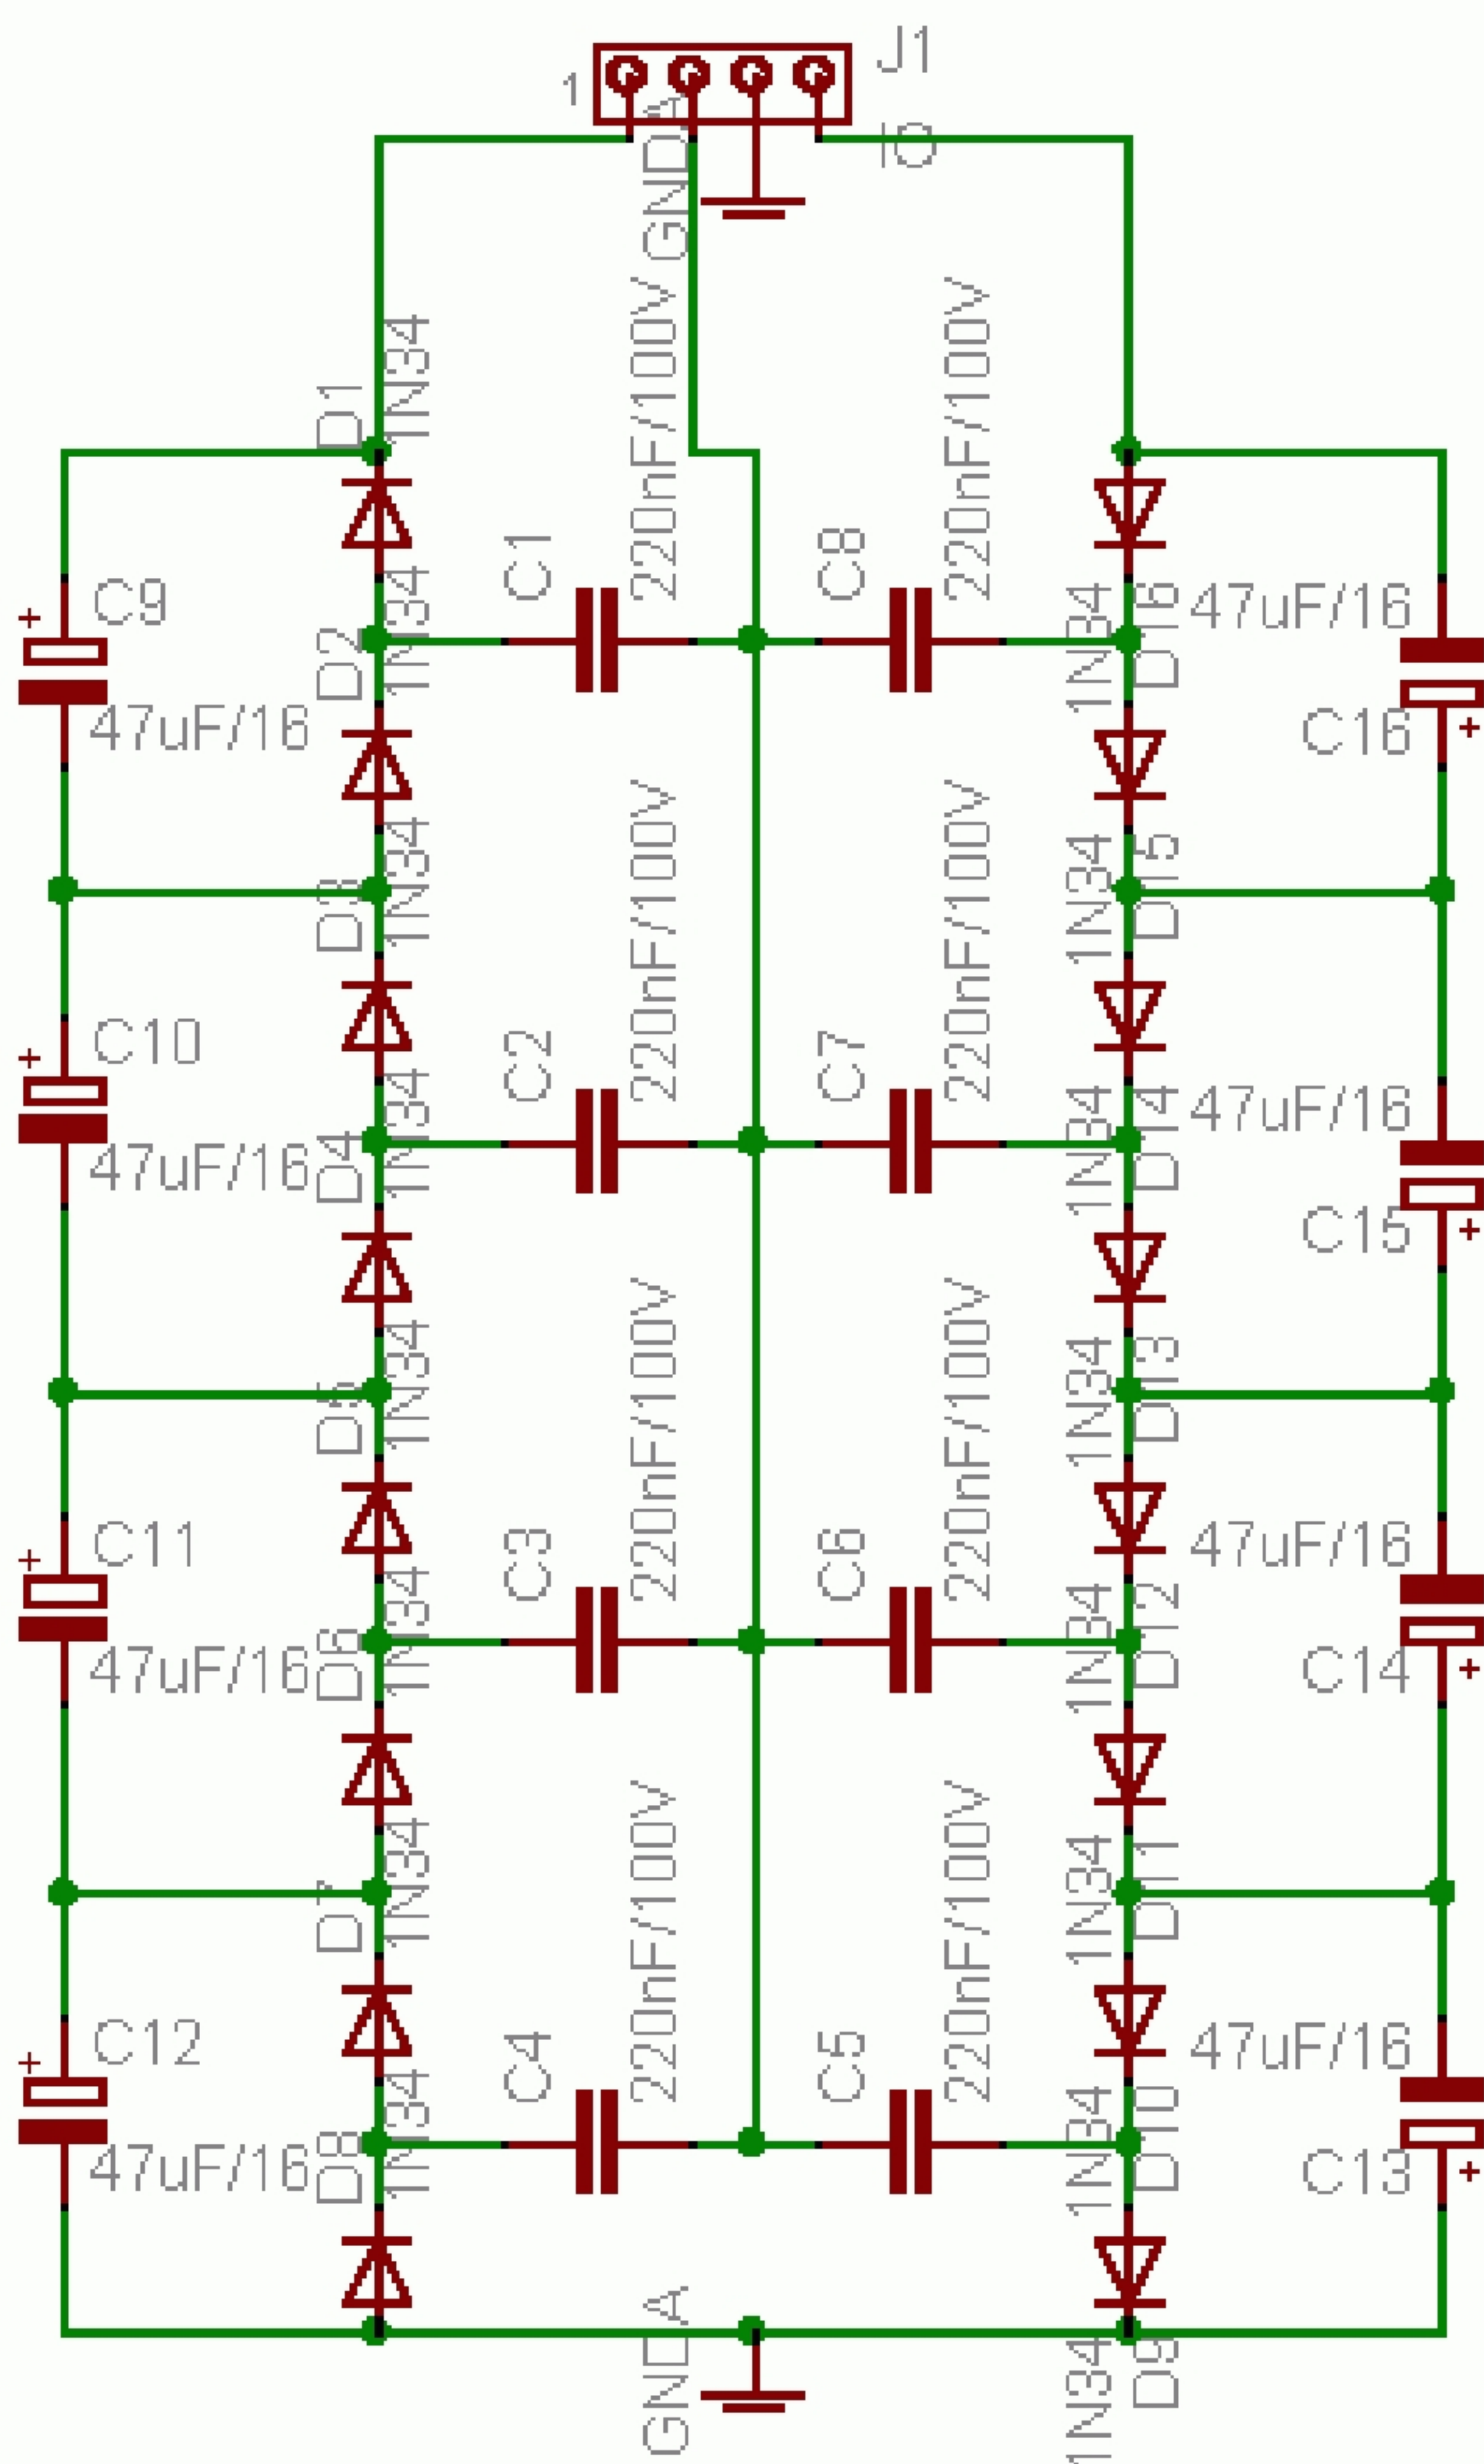 J1
1
IO
GNDA
D1
1N34
220nF/100V
220nF/100V
C1
C8
C9
47uF/16
D2
1N34
1N34
D16
47uF/16
C16
D3
1N34
220nF/100V
220nF/100V
1N34
D15
C10
47uF/16
C2
C7
D4
1N34
1N34
D14
47uF/16
C15
D5
1N34
220nF/100V
220nF/100V
1N34
D13
C11
47uF/16
C3
C6
D6
1N34
1N34
D12
47uF/16
C14
D7
1N34
220nF/100V
220nF/100V
1N34
D11
C12
47uF/16
C4
C5
D8
1N34
1N34
D10
47uF/16
C13
GNDA
1N34
D9